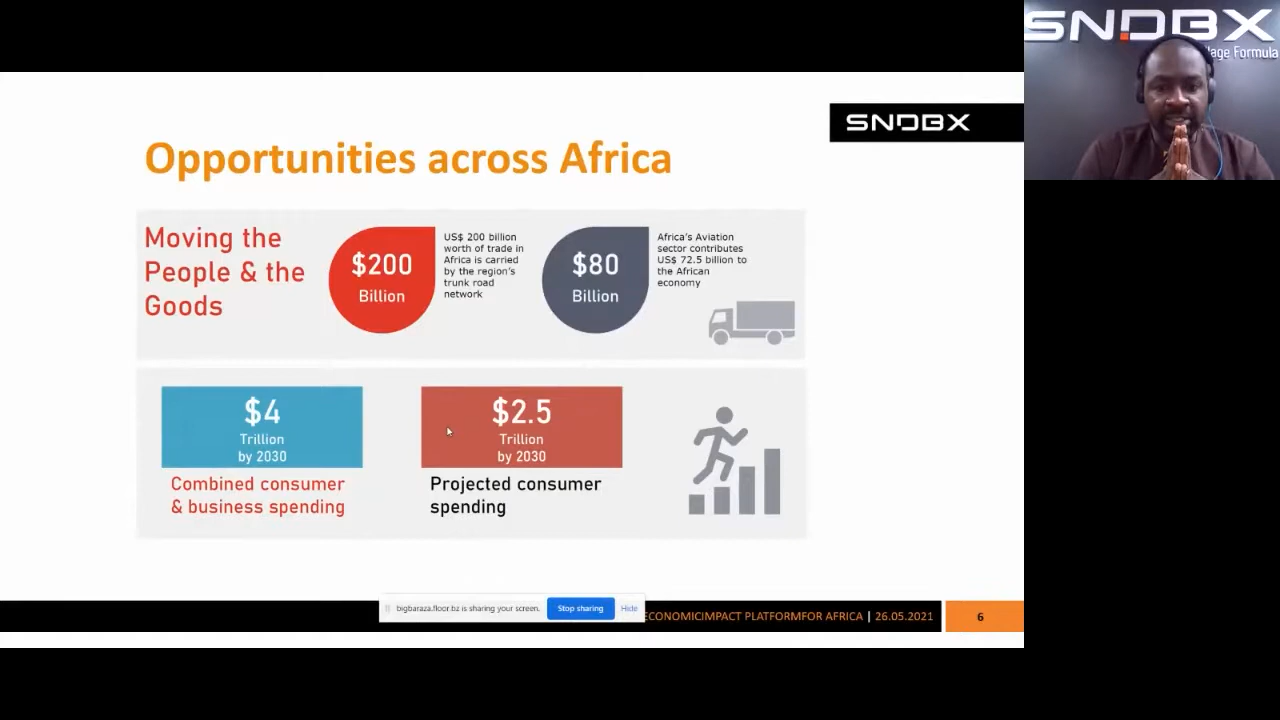 SNDBX
llage Formula
SNDBX
Opportunities across Africa
Moving the
People & the
Goods
$200
Billion
US$ 200 billion
worth of trade in
Africa is carried
by the region's
trunk road
network
$80
Billion
Africa's Aviation
sector contributes
US$ 72.5 billion to
the African
economy
$4
Trillion
by 2030
Combined consumer
& business spending
$2.5
Trillion
by 2030
Projected consumer
spending
bigbaraza.floor.bz is sharing your screen.
Stop sharing
Hide
ECONOMICIMPACT PLATFORMFOR AFRICA | 26.05.2021
6